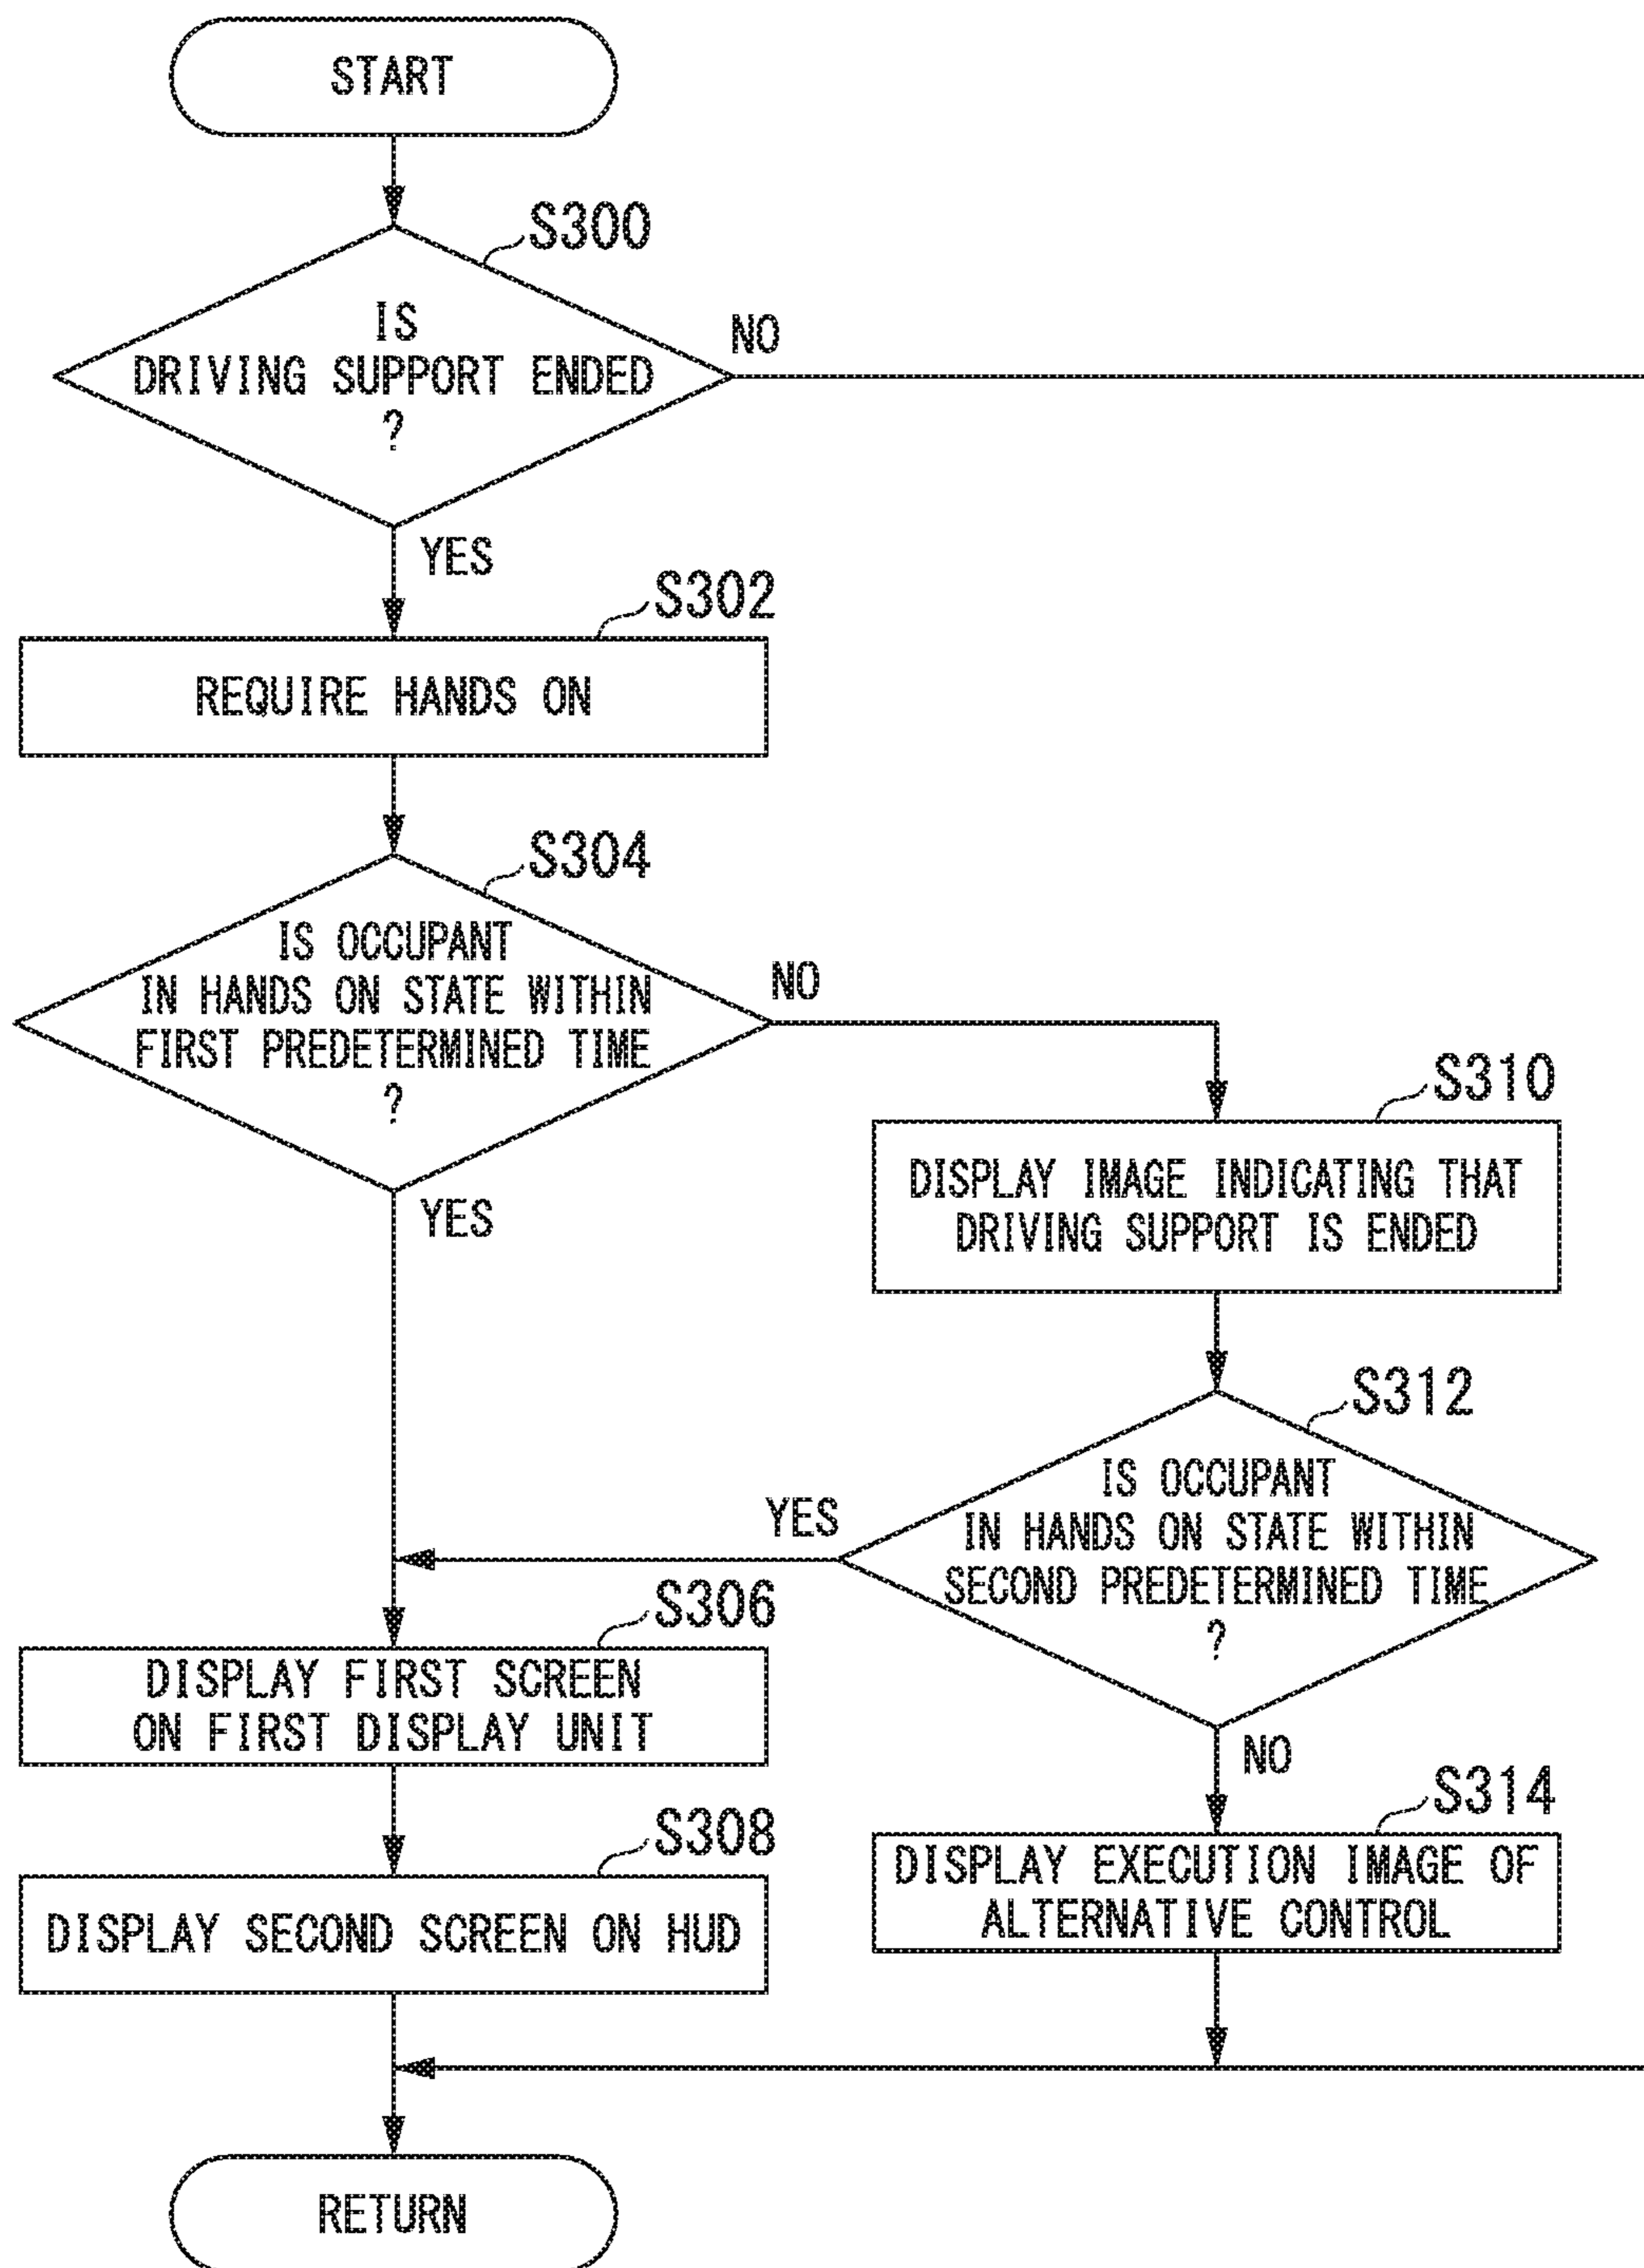 START
S300
IS
DRIVING SUPPORT ENDED
?
NO
YES
S302
REQUIRE HANDS ON
S304
IS OCCUPANT
IN HANDS ON STATE WITHIN
FIRST PREDETERMINED TIME
?
NO
YES
S310
DISPLAY IMAGE INDICATING THAT
DRIVING SUPPORT IS ENDED
S312
IS OCCUPANT
IN HANDS ON STATE WITHIN
SECOND PREDETERMINED TIME
?
YES
NO
S306
DISPLAY FIRST SCREEN
ON FIRST DISPLAY UNIT
S308
DISPLAY SECOND SCREEN ON HUD
S314
DISPLAY EXECUTION IMAGE OF
ALTERNATIVE CONTROL
RETURN